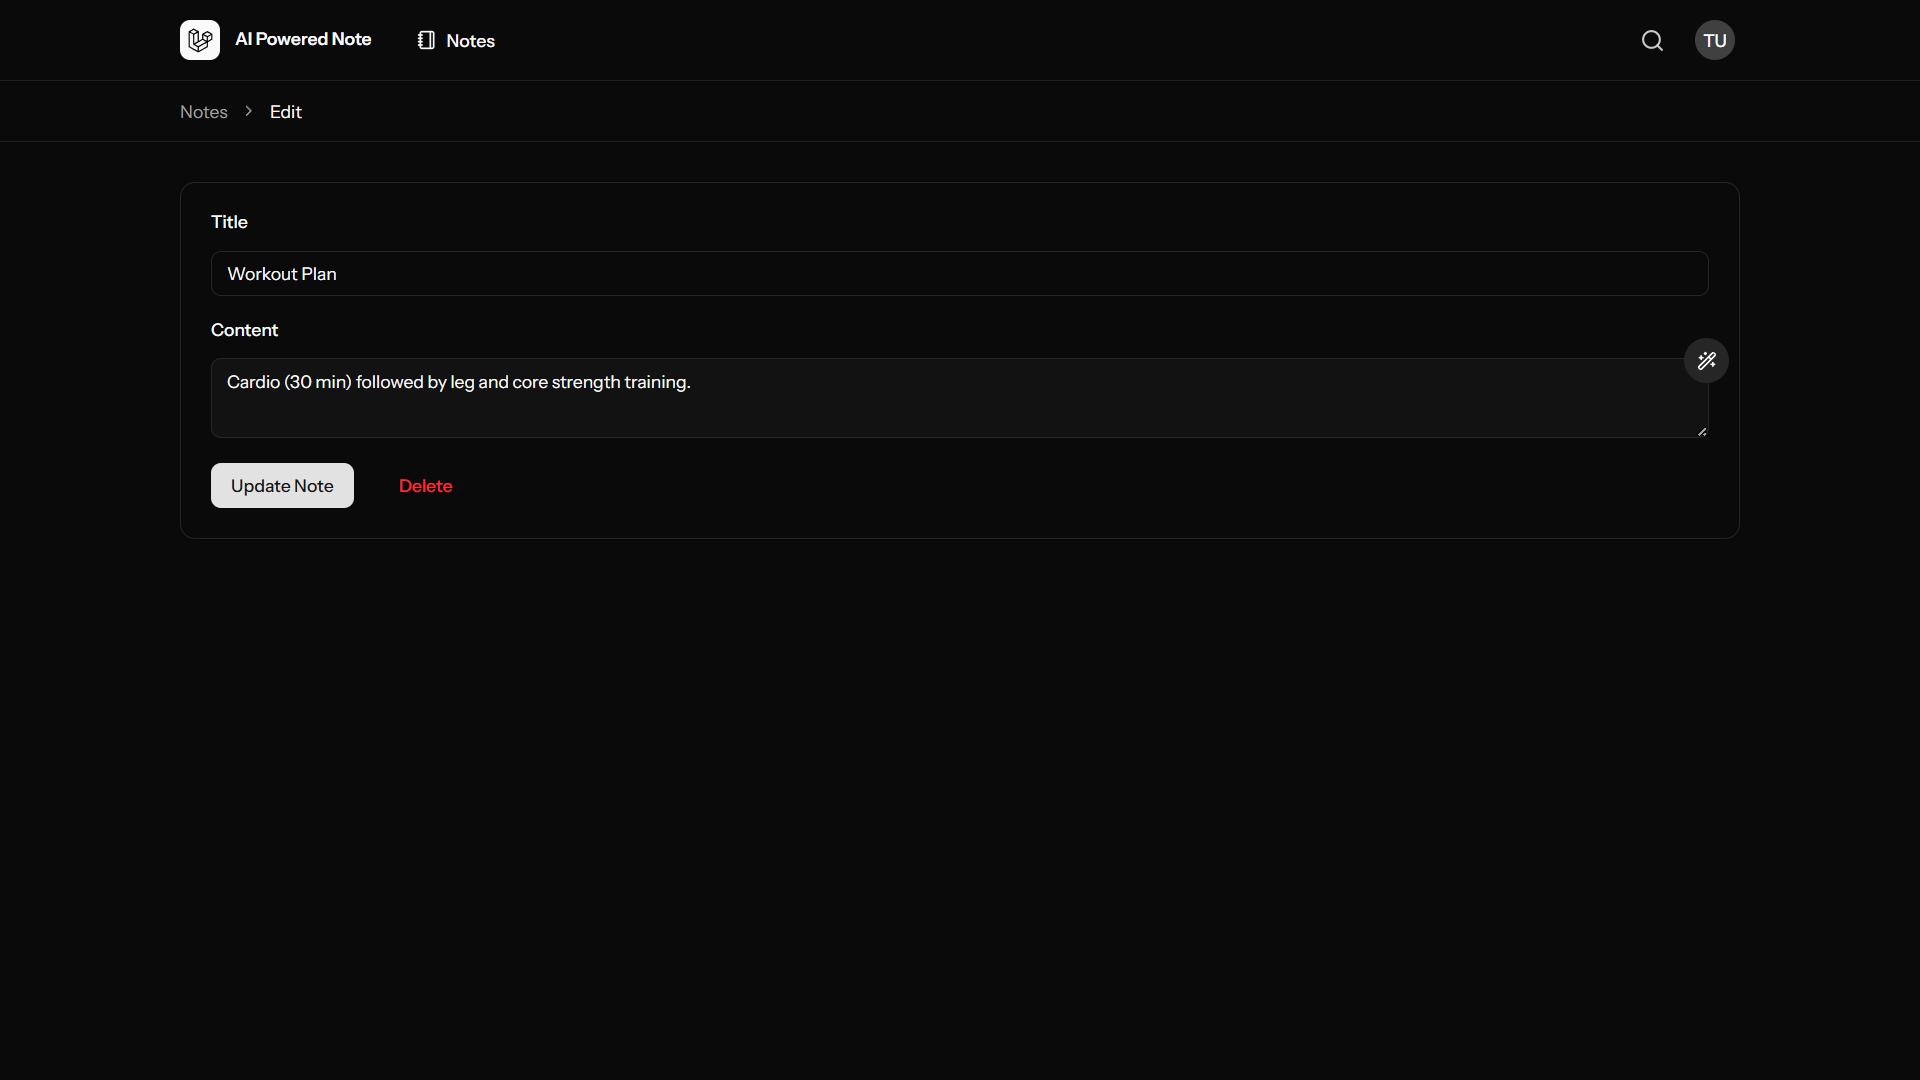 AI Powered Note
Notes
TU
Notes > Edit
Title
Workout Plan
Content
Cardio (30 min) followed by leg and core strength training.
Update Note
Delete